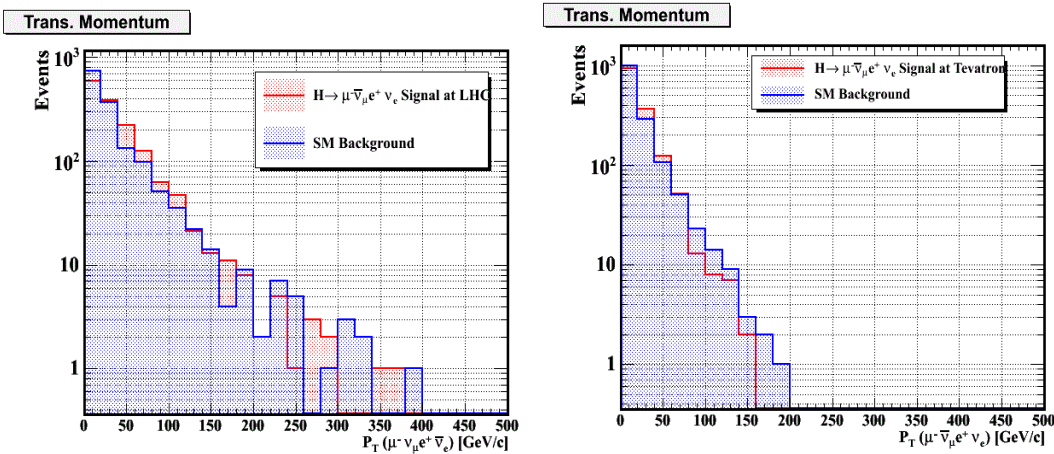 Trans. Momentum
Events
10³
10²
10
1
H→ μ⁻ν̅μe⁺ νe Signal at LHC
SM Background
0 50 100 150 200 250 300 350 400 450 500
PT (μ⁻ νμe⁺ ν̅e) [GeV/c]
Trans. Momentum
Events
10³
10²
10
1
H→ μ⁻ν̅μe⁺ νe Signal at Tevatron
SM Background
0 50 100 150 200 250 300 350 400 450 500
PT (μ⁻ ν̅μe⁺ νe) [GeV/c]